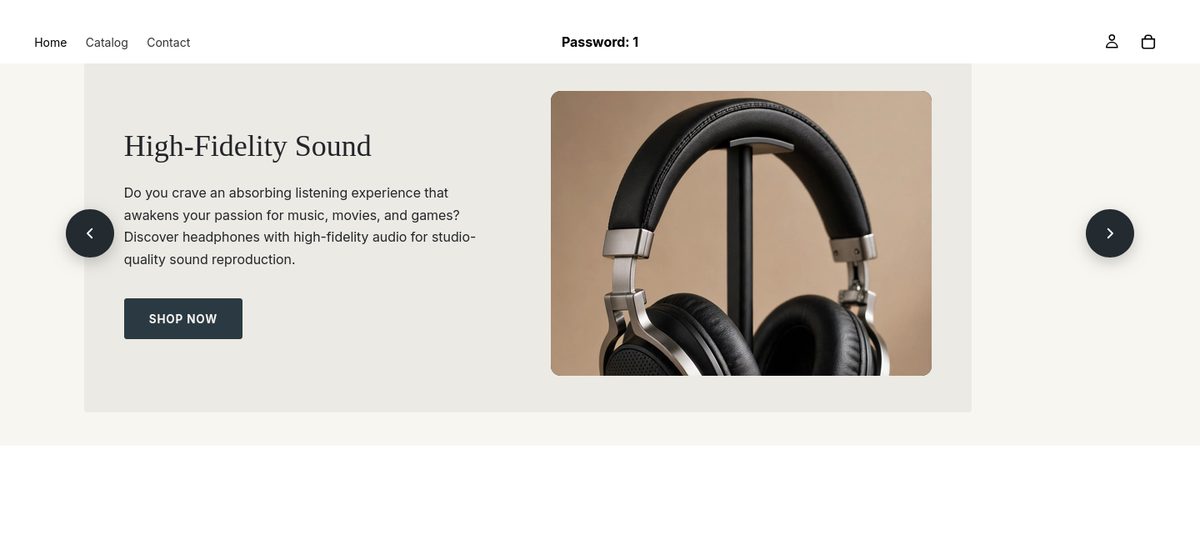 Home Catalog Contact Password: 1
High-Fidelity Sound
Do you crave an absorbing listening experience that
awakens your passion for music, movies, and games?
Discover headphones with high-fidelity audio for studio-
quality sound reproduction.
SHOP NOW